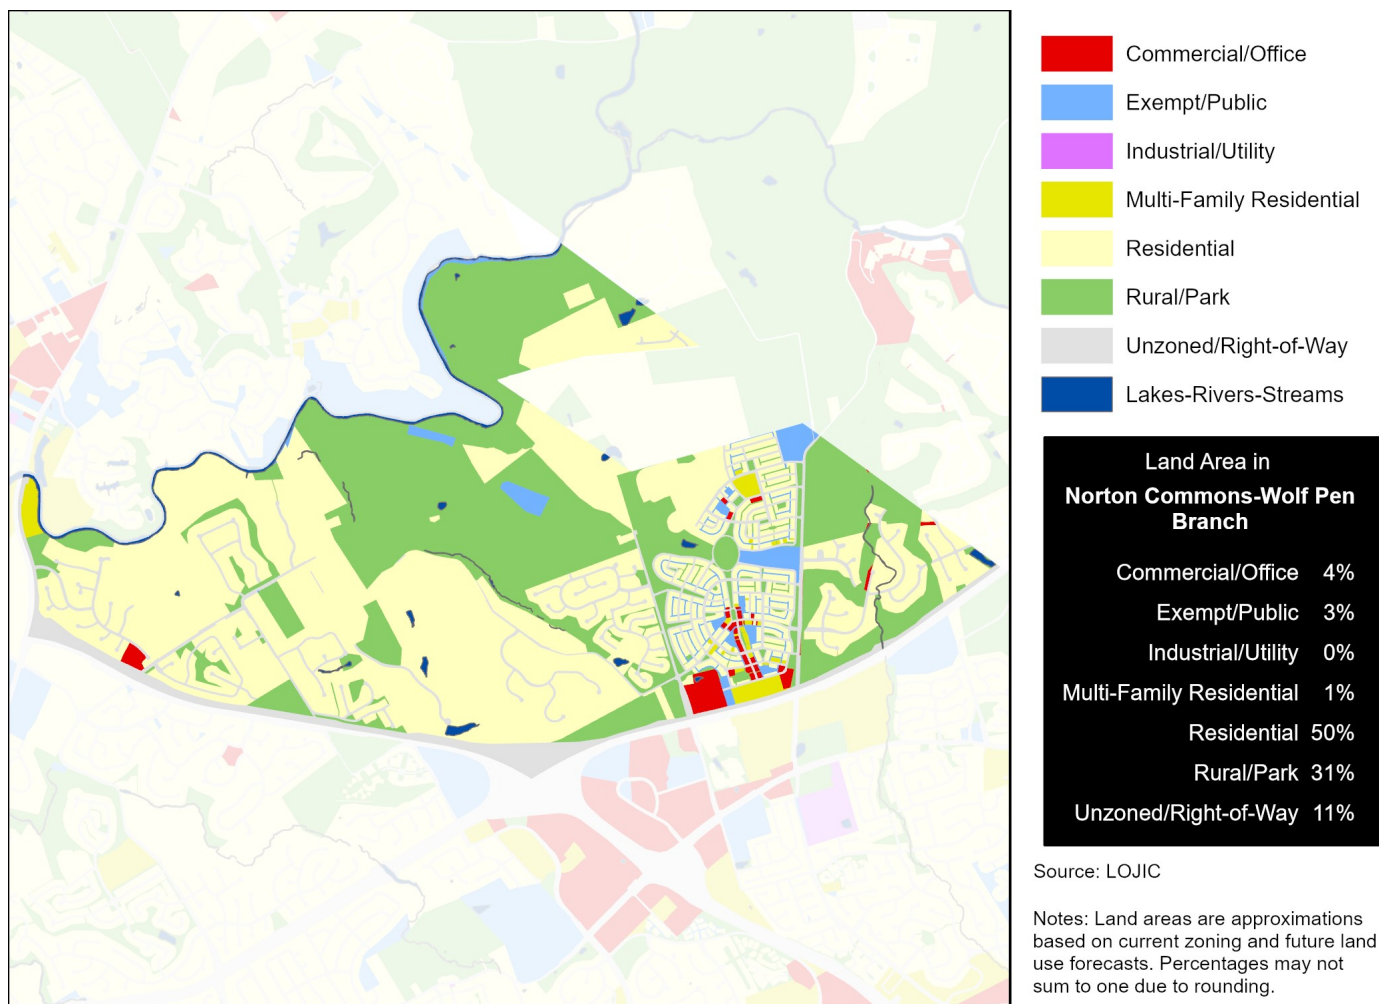 Commercial/Office
Exempt/Public
Industrial/Utility
Multi-Family Residential
Residential
Rural/Park
Unzoned/Right-of-Way
Lakes-Rivers-Streams
Land Area in
Norton Commons-Wolf Pen
Branch
Commercial/Office 4%
Exempt/Public 3%
Industrial/Utility 0%
Multi-Family Residential 1%
Residential 50%
Rural/Park 31%
Unzoned/Right-of-Way 11%
Source: LOJIC
Notes: Land areas are approximations
based on current zoning and future land
use forecasts. Percentages may not
sum to one due to rounding.